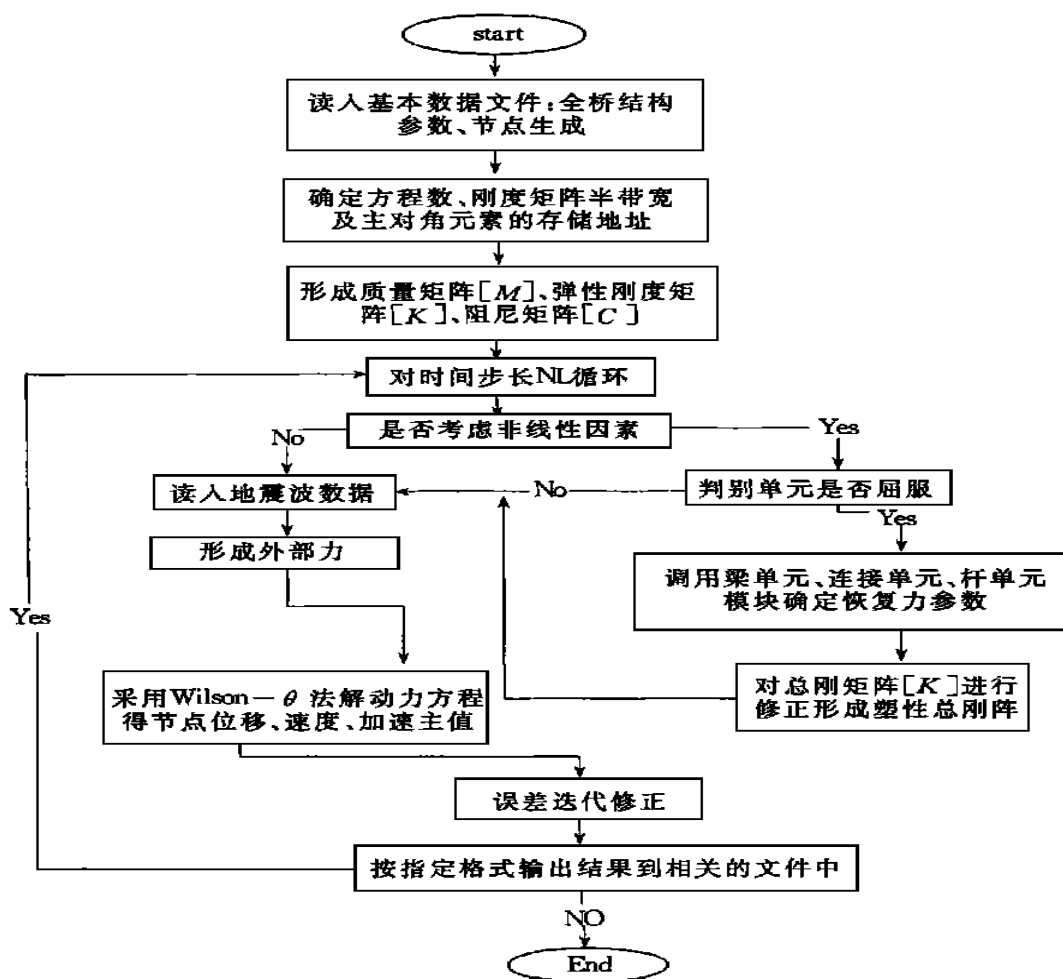 start
读入基本数据文件:全桥结构
参数、节点生成
确定方程数、刚度矩阵半带宽
及主对角元素的存储地址
形成质量矩阵[M]、弹性刚度矩
阵[K]、阻尼矩阵[C]
对时间步长NL循环
是否考虑非线性因素
No
Yes
读入地震波数据
No
判别单元是否屈服
Yes
形成外部力
调用梁单元、连接单元、杆单元
模块确定恢复力参数
Yes
采用Wilson-θ法解动力方程
得节点位移、速度、加速主值
对总刚矩阵[K]进行
修正形成塑性总刚阵
误差迭代修正
按指定格式输出结果到相关的文件中
NO
End